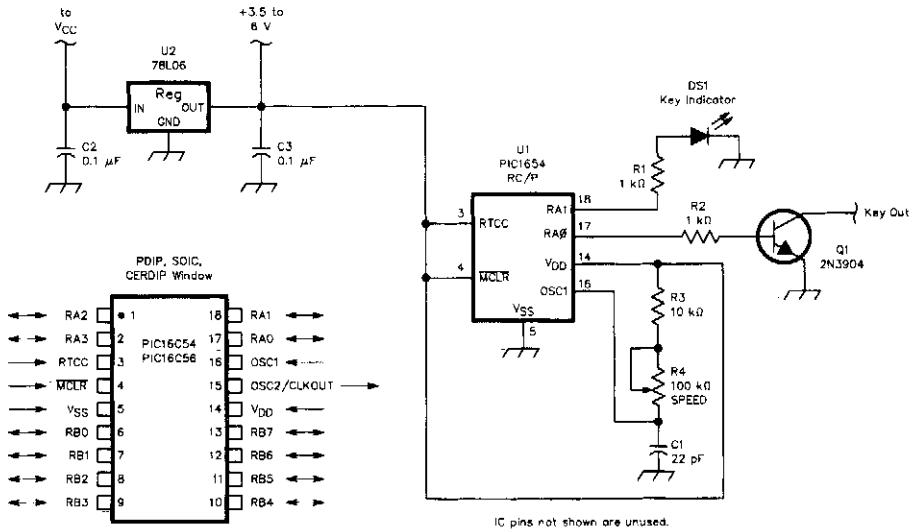 to
VCC
+3.5 to
6 V
U2
78L06
Reg
IN
OUT
GND
C2
0.1 µF
C3
0.1 µF
DS1
Key Indicator
U1
PIC1654
RC/P
R1
1 kΩ
18
RA1
R2
1 kΩ
Key Out
3
RTCC
17
RAØ
Q1
2N3904
4
MCLR
14
VDD
16
OSC1
VSS
5
R3
10 kΩ
R4
100 kΩ
SPEED
C1
22 pF
PDIP, SOIC,
CERDIP Window
PIC16C54
PIC16C56
RA2 1 18 RA1
RA3 2 17 RA0
RTCC 3 16 OSC1
MCLR 4 15 OSC2/CLKOUT
VSS 5 14 VDD
RB0 6 13 RB7
RB1 7 12 RB6
RB2 8 11 RB5
RB3 9 10 RB4
IC pins not shown are unused.